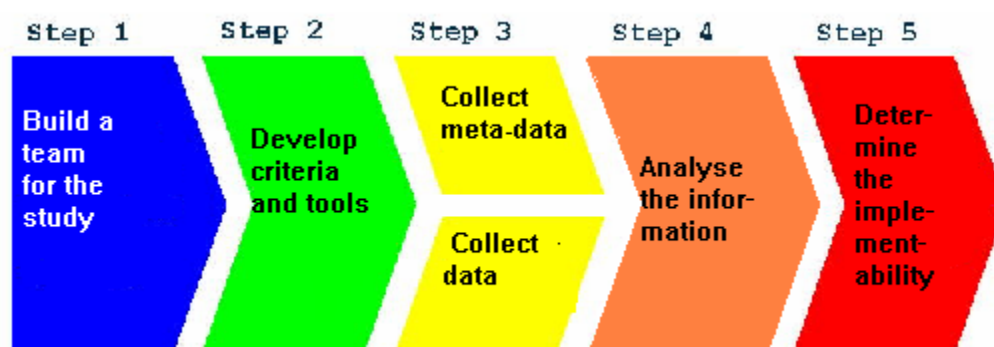 Step 1
Step 2
Step 3
Step 4
Step 5
Build a
team
for the
study
Develop
criteria
and tools
Collect
meta-data
Collect
data
Analyse
the infor-
mation
Deter-
mine
the
imple-
ment-
ability